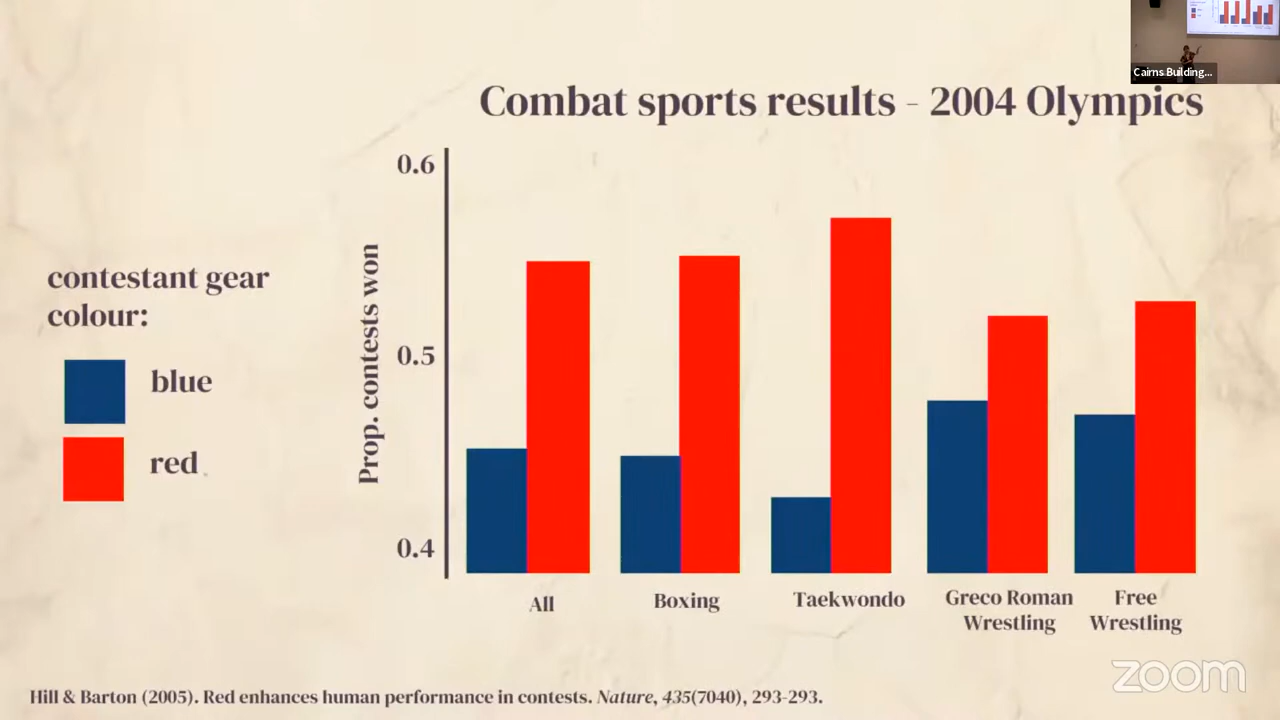 Cairns Building...
Combat sports results - 2004 Olympics
0.6
0.5
0.4
Prop. contests won
contestant gear
colour:
blue
red
All
Boxing
Taekwondo
Greco Roman
Wrestling
Free
Wrestling
zoom
Hill & Barton (2005). Red enhances human performance in contests. Nature, 435(7040), 293-293.